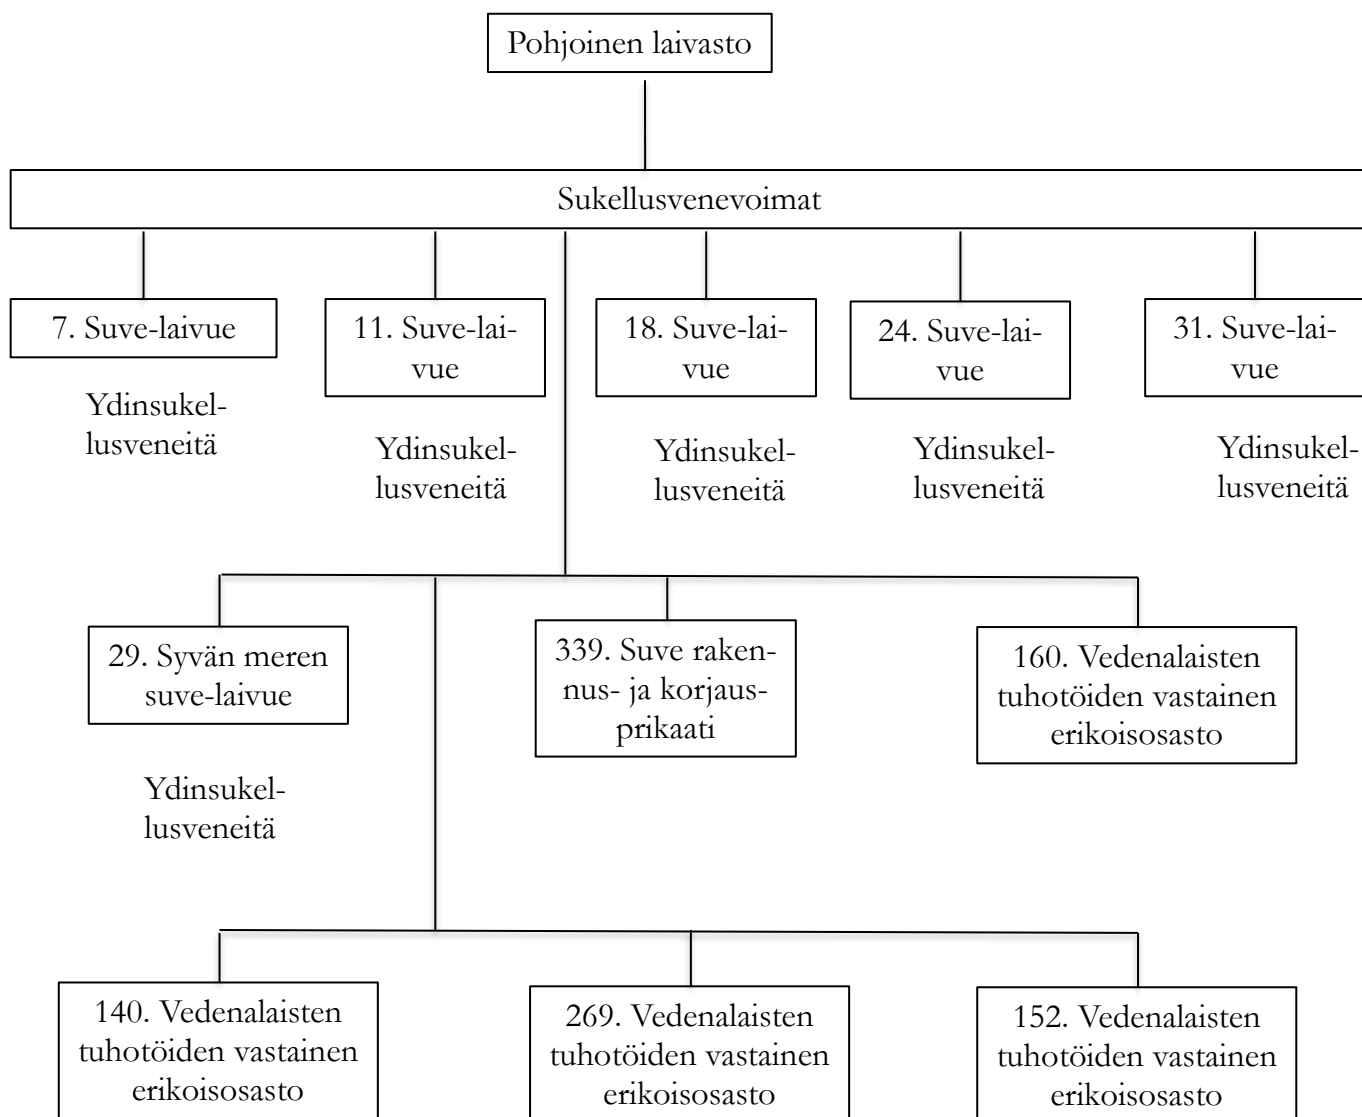 Pohjoinen laivasto
Sukellusvenevoimat
7. Suve-laivue
11. Suve-lai-
vue
18. Suve-lai-
vue
24. Suve-lai-
vue
31. Suve-lai-
vue
Ydinsukel-
lusveneitä
Ydinsukel-
lusveneitä
Ydinsukel-
lusveneitä
Ydinsukel-
lusveneitä
Ydinsukel-
lusveneitä
29. Syvän meren
suve-laivue
339. Suve raken-
nus- ja korjaus-
prikaati
160. Vedenalaisten
tuhotöiden vastainen
erikoisosasto
Ydinsukel-
lusveneitä
140. Vedenalaisten
tuhotöiden vastainen
erikoisosasto
269. Vedenalaisten
tuhotöiden vastainen
erikoisosasto
152. Vedenalaisten
tuhotöiden vastainen
erikoisosasto